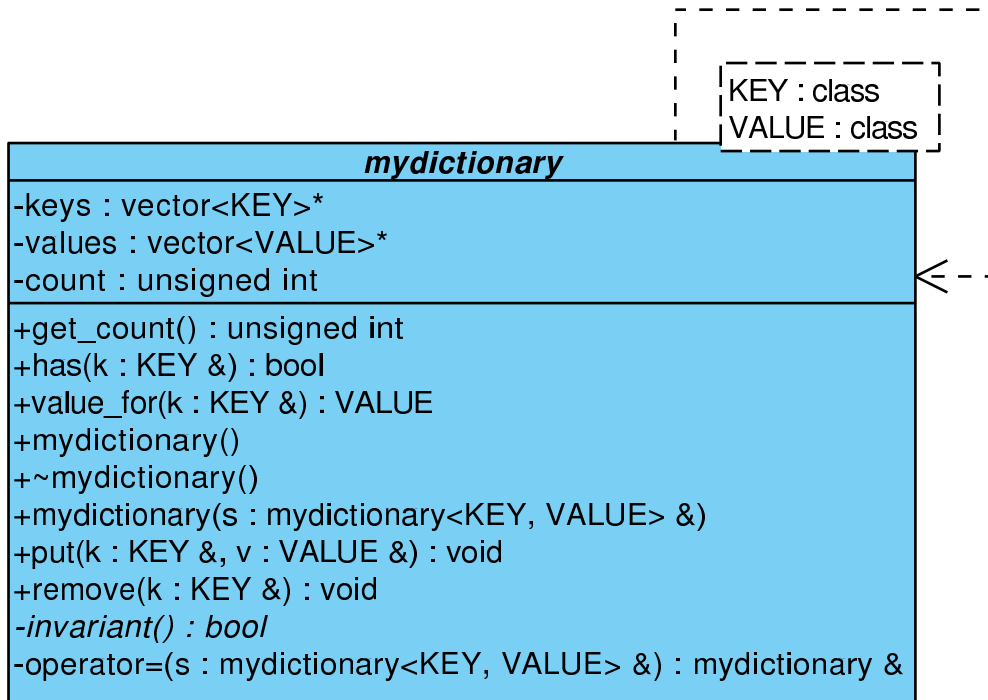 KEY : class
VALUE : class
mydictionary
-keys : vector<KEY>*
-values : vector<VALUE>*
-count : unsigned int
+get_count() : unsigned int
+has(k : KEY &) : bool
+value_for(k : KEY &) : VALUE
+mydictionary()
+~mydictionary()
+mydictionary(s : mydictionary<KEY, VALUE> &)
+put(k : KEY &, v : VALUE &) : void
+remove(k : KEY &) : void
-invariant() : bool
-operator=(s : mydictionary<KEY, VALUE> &) : mydictionary &